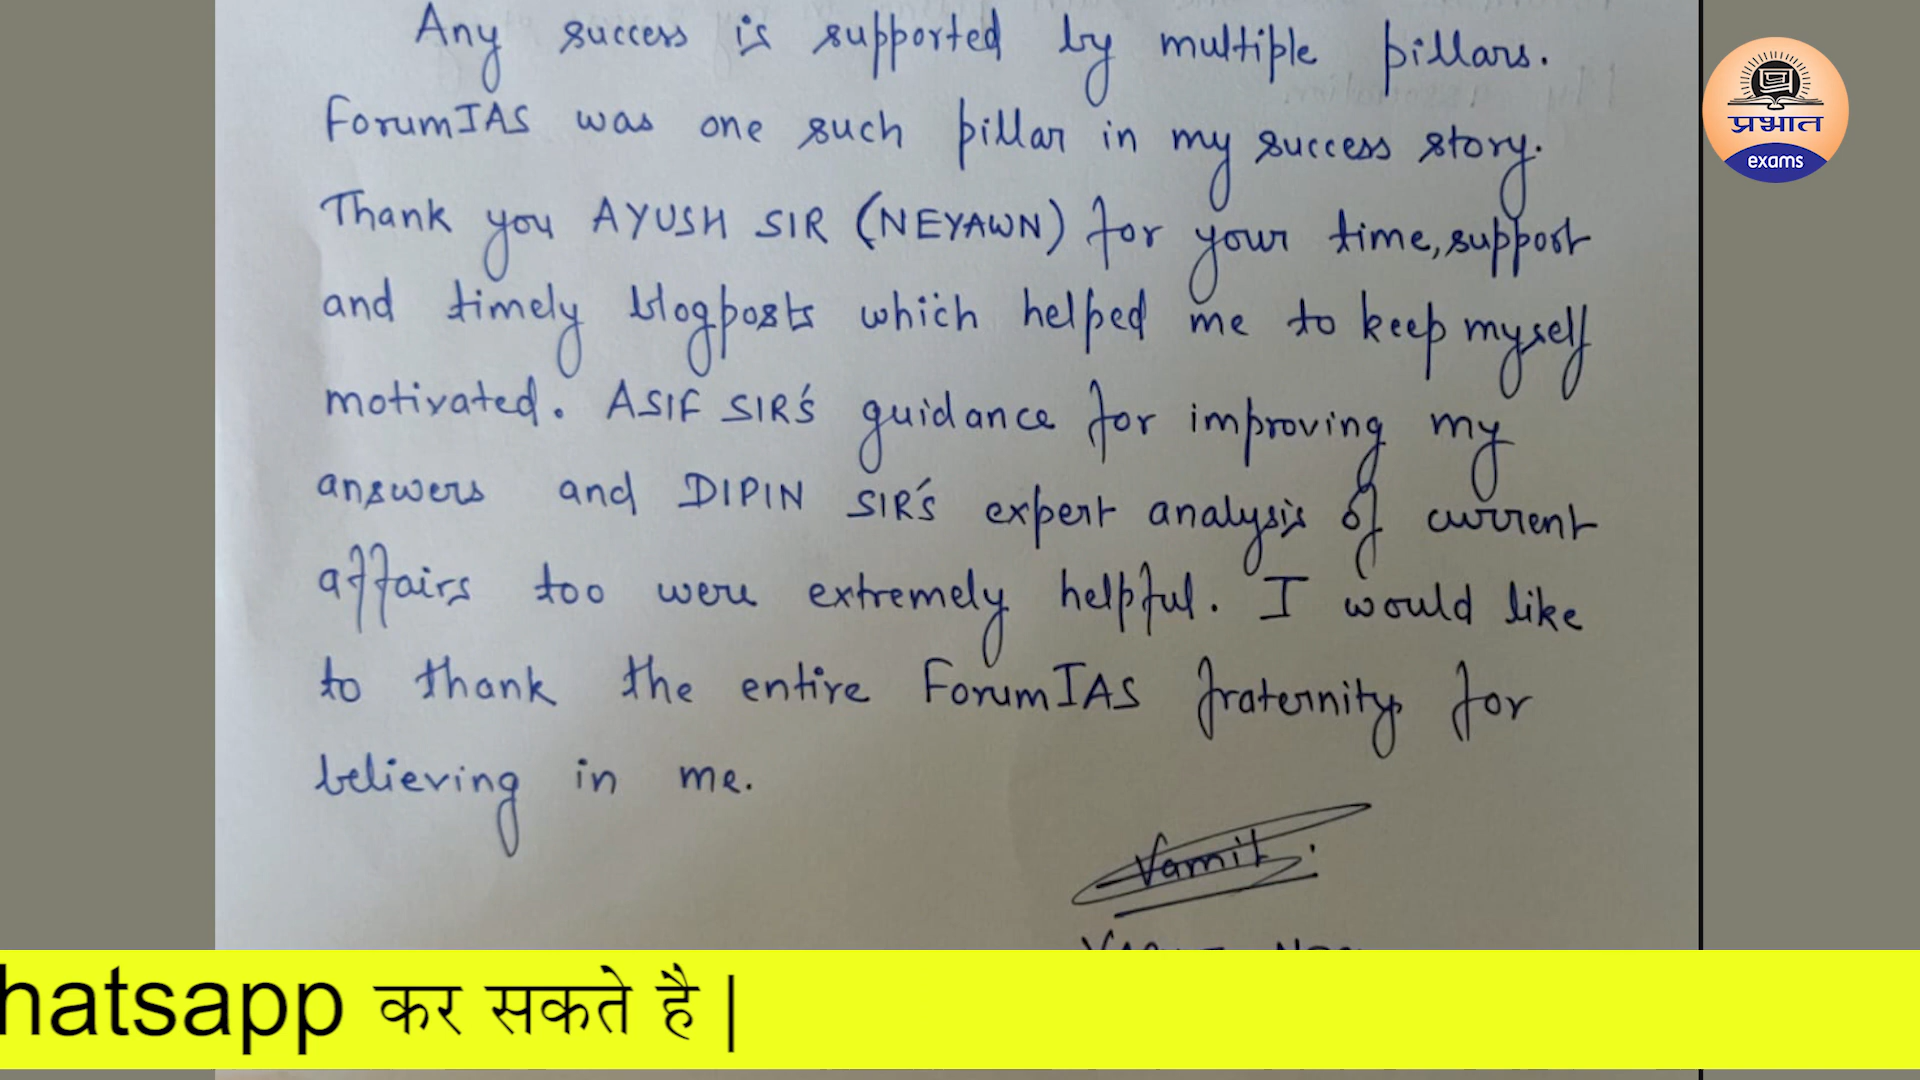 Any success is supported by multiple pillars.
ForumIAS was one such pillar in my success story.
Thank you AYUSH SIR (NEYAWN) for your time, support
and timely blogposts which helped me to keep myself
motivated. ASIF SIR's guidance for improving my
answers and DIPIN SIR's expert analysis of current
affairs too were extremely helpful. I would like
to thank the entire ForumIAS fraternity for
believing in me.
Varnit
प्रभात
exams
hatsapp कर सकते है |